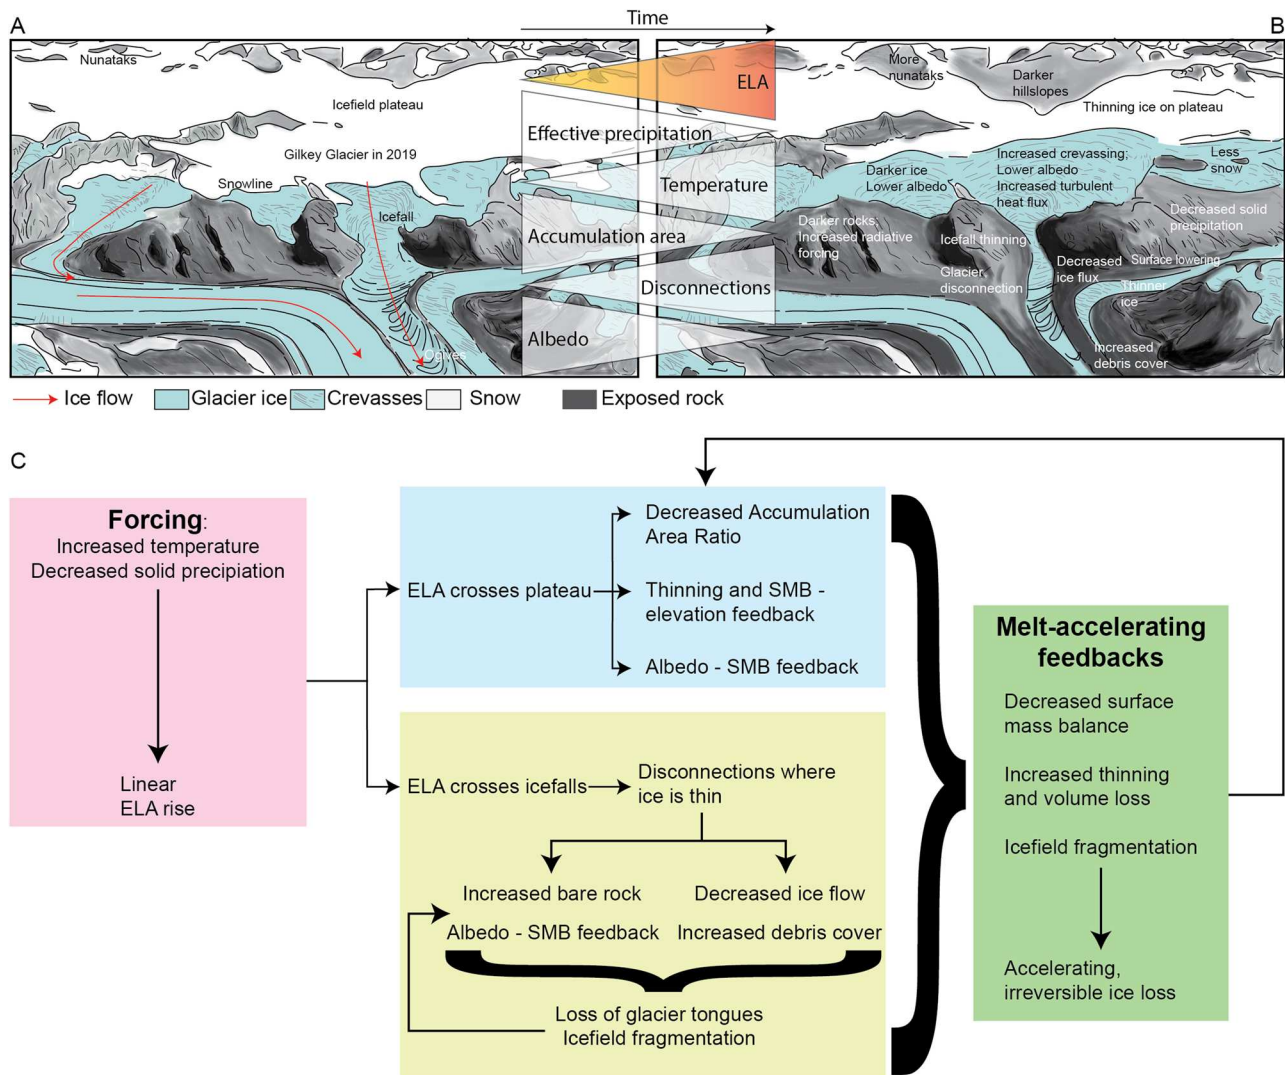 A
Time
B
Nunataks
Icefield plateau
Gilkey Glacier in 2019
Snowline
Icefall
Ogives
ELA
Effective precipitation
Temperature
Accumulation area
Disconnections
Albedo
More
nunataks
Darker
hillslopes
Thinning ice on plateau
Darker ice
Lower albedo
Increased crevassing;
Lower albedo
Increased turbulent
heat flux
Less
snow
Darker rocks;
Increased radiative
forcing
Icefall thinning
Glacier
disconnection
Decreased
ice flux
Decreased solid
precipitation
Surface lowering
Thinner
ice
Increased
debris cover
Ice flow
Glacier ice
Crevasses
Snow
Exposed rock
C
Forcing:
Increased temperature
Decreased solid precipiation
Linear
ELA rise
ELA crosses plateau
Decreased Accumulation
Area Ratio
Thinning and SMB -
elevation feedback
Albedo - SMB feedback
ELA crosses icefalls
Disconnections where
ice is thin
Increased bare rock
Albedo - SMB feedback
Decreased ice flow
Increased debris cover
Loss of glacier tongues
Icefield fragmentation
Melt-accelerating
feedbacks
Decreased surface
mass balance
Increased thinning
and volume loss
Icefield fragmentation
Accelerating,
irreversible ice loss